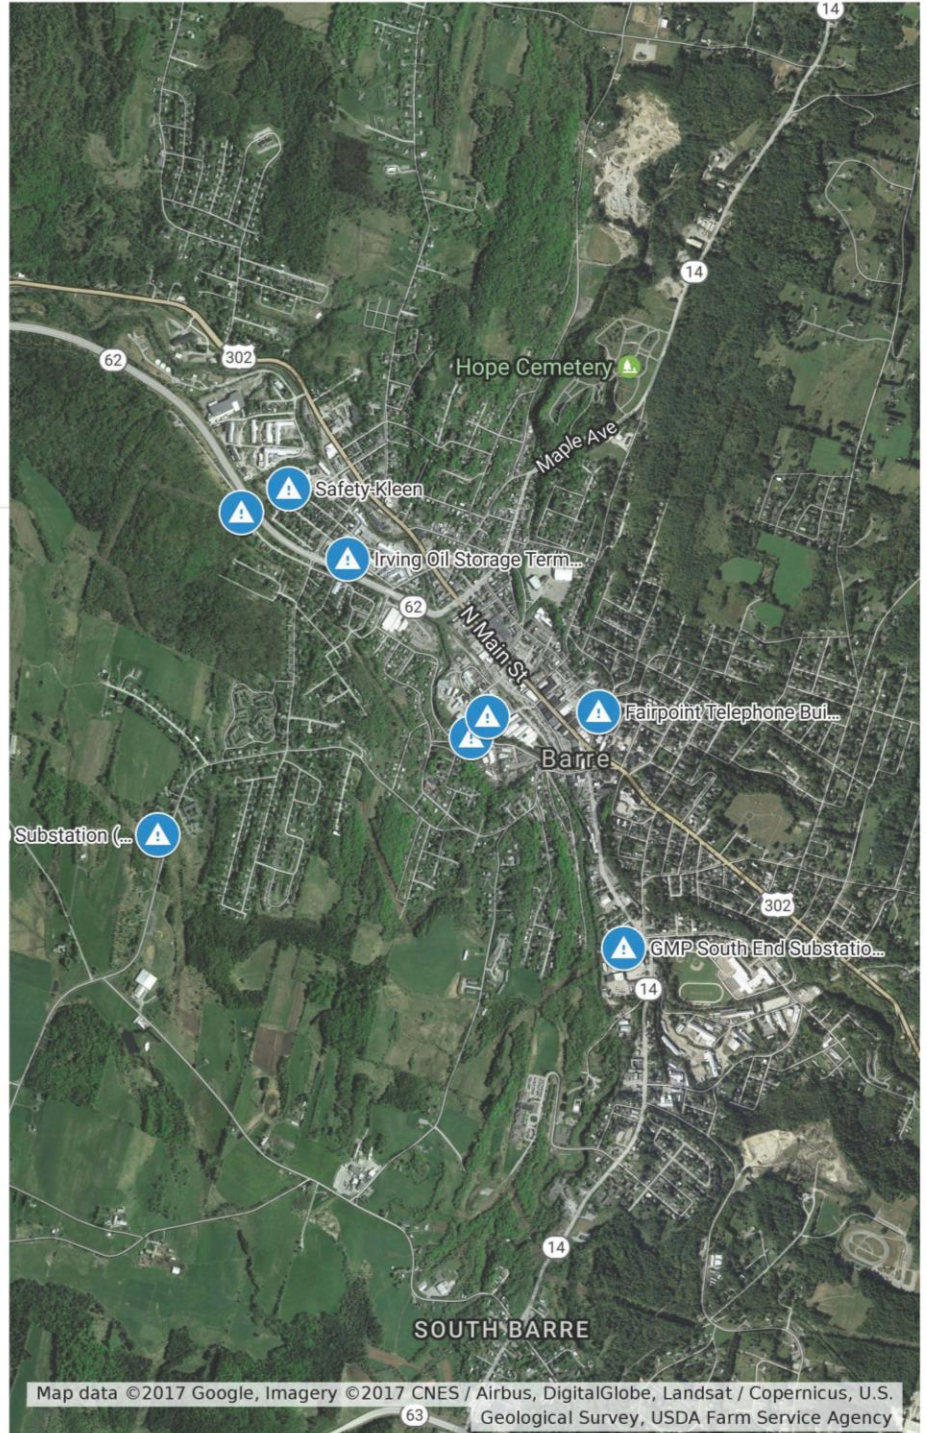 14
14
Hope Cemetery
302
62
Maple Ave
Safety-Kleen
Irving Oil Storage Term...
62
N Main St
Fairpoint Telephone Bui...
Barre
Substation (...
302
GMP South End Substatio...
14
14
SOUTH BARRE
Map data ©2017 Google, Imagery ©2017 CNES / Airbus, DigitalGlobe, Landsat / Copernicus, U.S.
63
Geological Survey, USDA Farm Service Agency